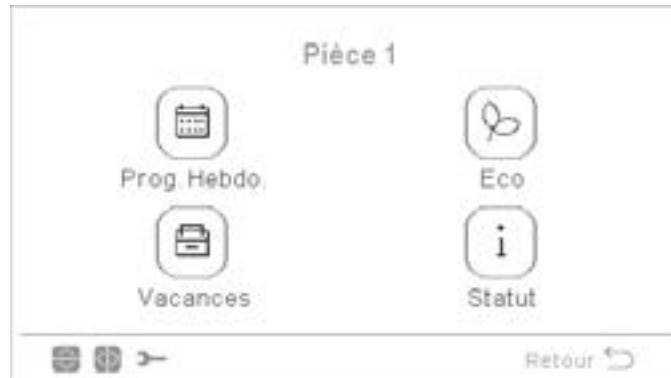 Pièce 1
Prog. Hebdo.
Eco
Vacances
Statut
Retour